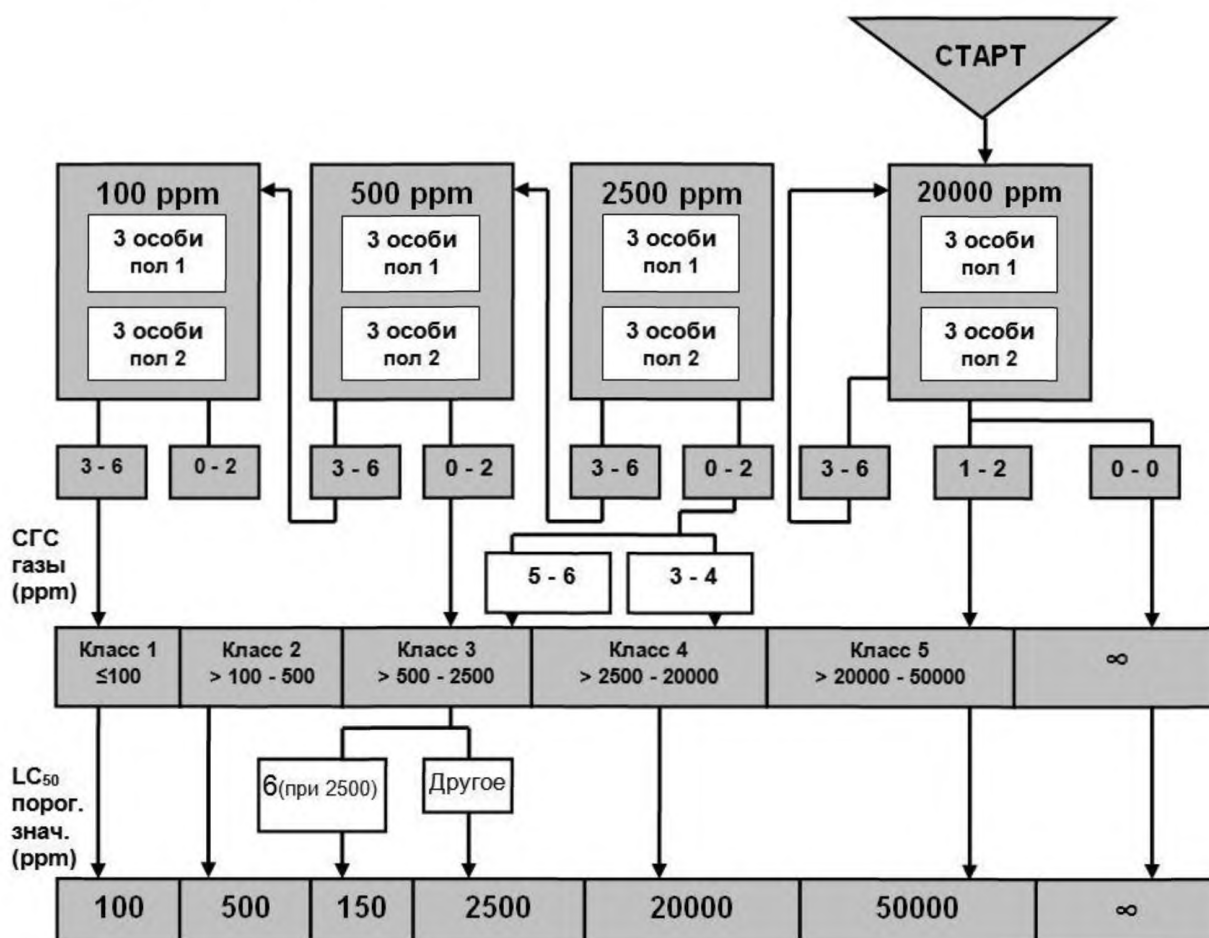 СТАРТ
100 ppm
3 особи
пол 1
3 особи
пол 2
500 ppm
3 особи
пол 1
3 особи
пол 2
2500 ppm
3 особи
пол 1
3 особи
пол 2
20000 ppm
3 особи
пол 1
3 особи
пол 2
3 - 6
0 - 2
3 - 6
0 - 2
3 - 6
0 - 2
3 - 6
1 - 2
0 - 0
СГС
газы
(ppm)
5 - 6
3 - 4
Класс 1
≤100
Класс 2
> 100 - 500
Класс 3
> 500 - 2500
Класс 4
> 2500 - 20000
Класс 5
> 20000 - 50000
∞
6(при 2500)
Другое
LC₅₀
порог.
знач.
(ppm)
100
500
150
2500
20000
50000
∞